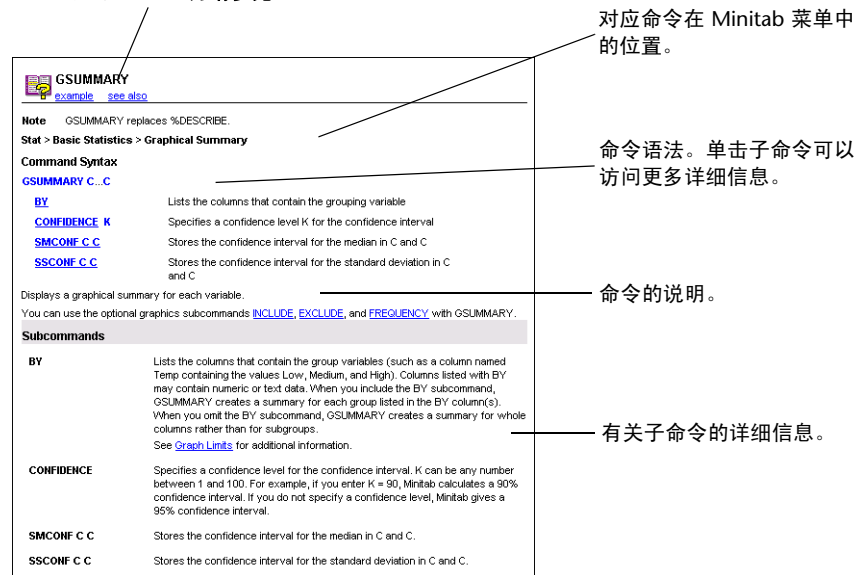 对应命令在 Minitab 菜单中
的位置。
GSUMMARY
example see also
Note GSUMMARY replaces %DESCRIBE.
Stat > Basic Statistics > Graphical Summary
命令语法。单击子命令可以
访问更多详细信息。
Command Syntax
GSUMMARY C...C
BY Lists the columns that contain the grouping variable
CONFIDENCE K Specifies a confidence level K for the confidence interval
SMCONF C C Stores the confidence interval for the median in C and C
SSCONF C C Stores the confidence interval for the standard deviation in C
and C
命令的说明。
Displays a graphical summary for each variable.
You can use the optional graphics subcommands INCLUDE, EXCLUDE, and FREQUENCY with GSUMMARY.
Subcommands
BY Lists the columns that contain the group variables (such as a column named
Temp containing the values Low, Medium, and High). Columns listed with BY
may contain numeric or text data. When you include the BY subcommand,
GSUMMARY creates a summary for each group listed in the BY column(s).
When you omit the BY subcommand, GSUMMARY creates a summary for whole
columns rather than for subgroups.
See Graph Limits for additional information.
有关子命令的详细信息。
CONFIDENCE Specifies a confidence level for the confidence interval. K can be any number
between 1 and 100. For example, if you enter K = 90, Minitab calculates a 90%
confidence interval. If you do not specify a confidence level, Minitab gives a
95% confidence interval.
SMCONF C C Stores the confidence interval for the median in C and C.
SSCONF C C Stores the confidence interval for the standard deviation in C and C.